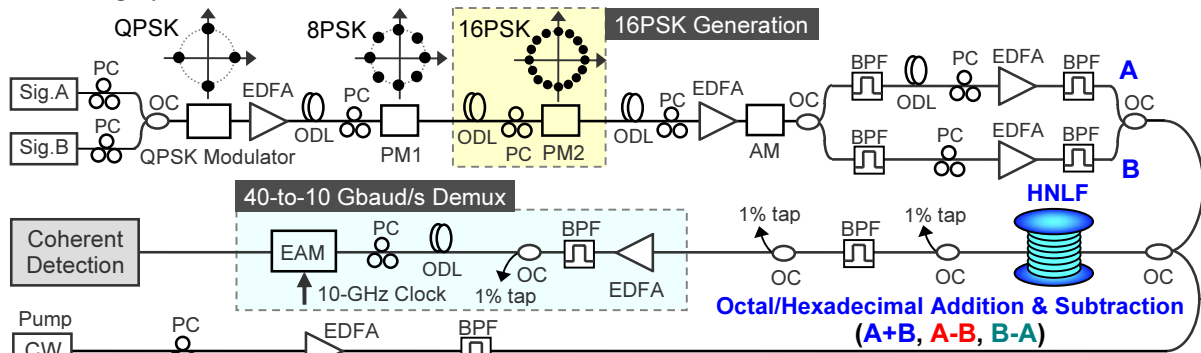 QPSK
8PSK
16PSK
16PSK Generation
Sig.A
PC
OC
EDFA
ODL
PC
ODL
ODL
PC
EDFA
OC
BPF
ODL
PC
EDFA
BPF
A
OC
Sig.B
PC
QPSK Modulator
PM1
PC
PM2
AM
BPF
PC
EDFA
BPF
B
40-to-10 Gbaud/s Demux
HNLF
Coherent
Detection
EAM
PC
ODL
1% tap
OC
BPF
EDFA
1% tap
OC
BPF
1% tap
OC
OC
10-GHz Clock
Octal/Hexadecimal Addition & Subtraction
(A+B, A-B, B-A)
Pump
CW
PC
EDFA
BPF